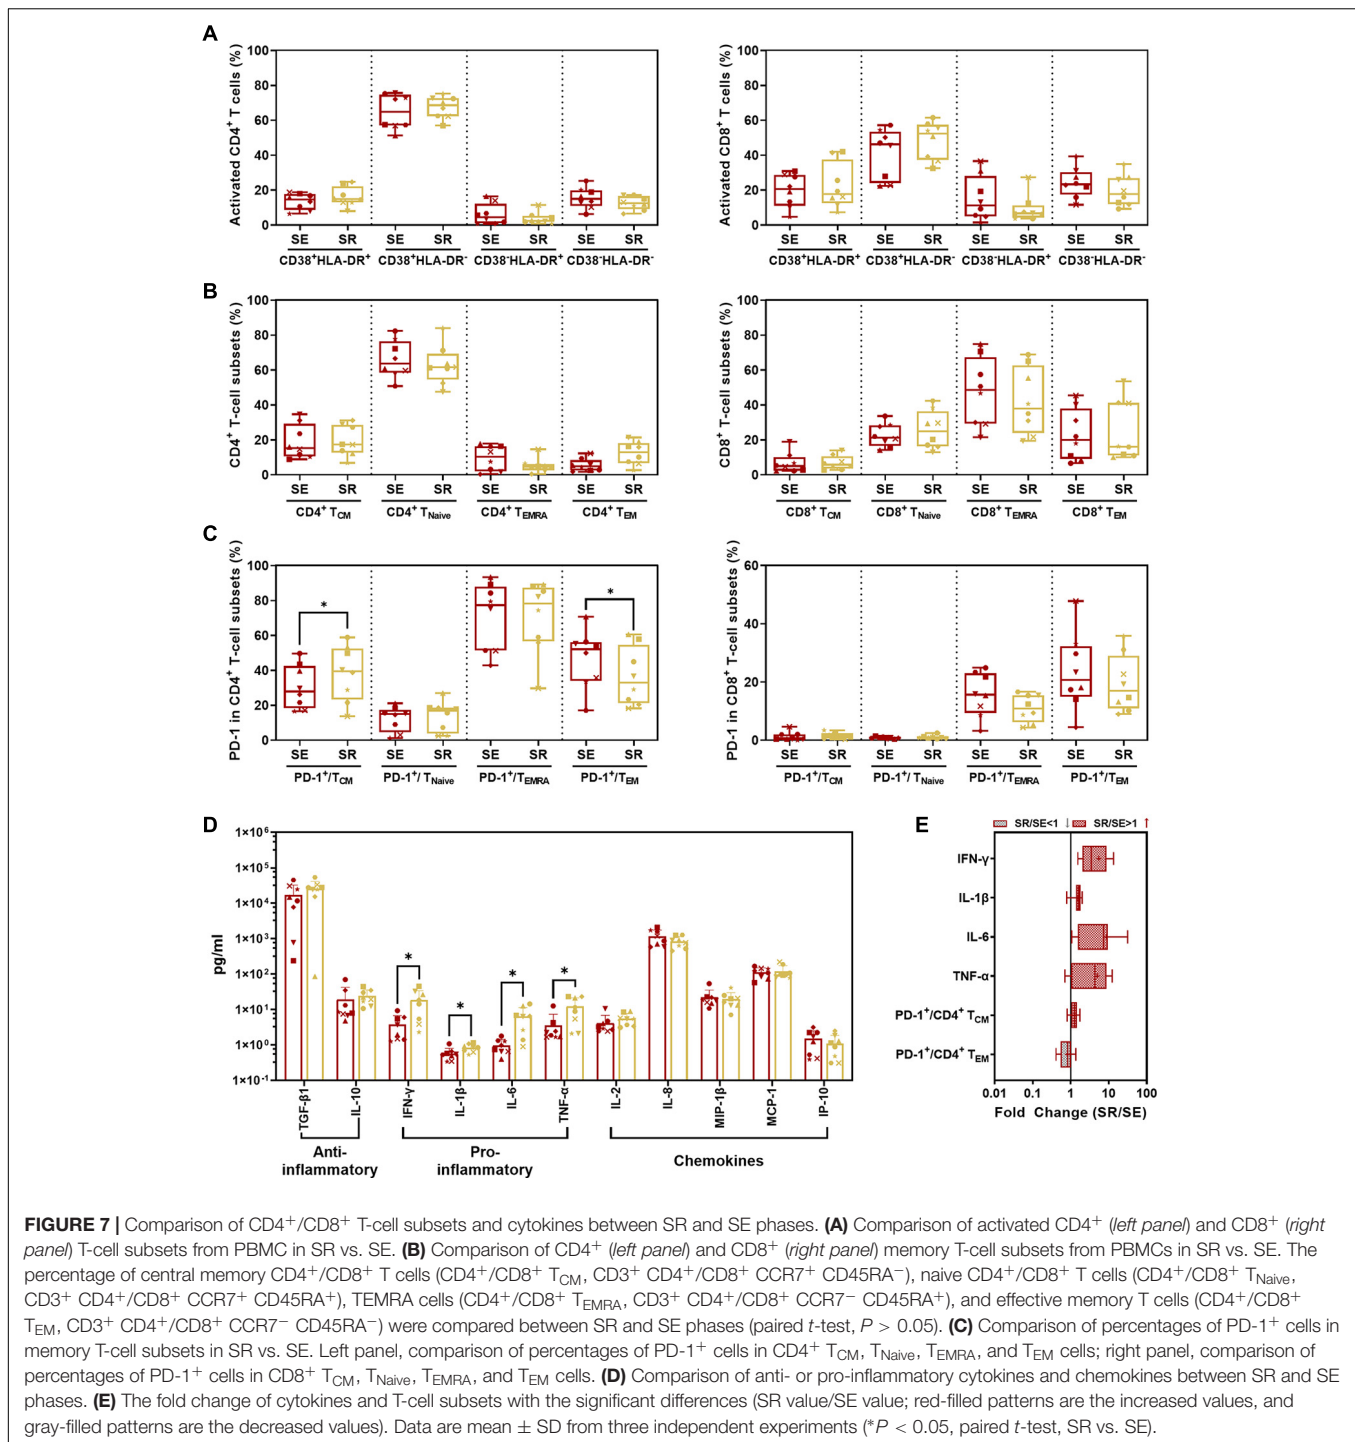 A
Activated CD4+ T cells (%)
100
80
60
40
20
0
SE SR SE SR SE SR SE SR
CD38+HLA-DR+ CD38+HLA-DR- CD38-HLA-DR+ CD38-HLA-DR-
Activated CD8+ T cells (%)
100
80
60
40
20
0
SE SR SE SR SE SR SE SR
CD38+HLA-DR+ CD38+HLA-DR- CD38-HLA-DR+ CD38-HLA-DR-
B
CD4+ T-cell subsets (%)
100
80
60
40
20
0
SE SR SE SR SE SR SE SR
CD4+ TCM CD4+ TNaive CD4+ TEMRA CD4+ TEM
CD8+ T-cell subsets (%)
100
80
60
40
20
0
SE SR SE SR SE SR SE SR
CD8+ TCM CD8+ TNaive CD8+ TEMRA CD8+ TEM
C
PD-1 in CD4+ T-cell subsets (%)
100
80
60
40
20
0
* *
SE SR SE SR SE SR SE SR
PD-1+/TCM PD-1+/ TNaive PD-1+/TEMRA PD-1+/TEM
PD-1 in CD8+ T-cell subsets (%)
60
40
20
0
SE SR SE SR SE SR SE SR
PD-1+/TCM PD-1+/ TNaive PD-1+/TEMRA PD-1+/TEM
D
pg/ml
1×10^6
1×10^5
1×10^4
1×10^3
1×10^2
1×10^1
1×10^0
1×10^-1
* * * *
TGF-β1 IL-10 IFN-γ IL-1β IL-6 TNF-α IL-2 IL-8 MIP-1β MCP-1 IP-10
Anti-
inflammatory
Pro-
inflammatory
Chemokines
E
SR/SE<1 ↓ SR/SE>1 ↑
IFN-γ
IL-1β
IL-6
TNF-α
PD-1+/CD4+ TCM
PD-1+/CD4+ TEM
0.01 0.1 1 10 100
Fold Change (SR/SE)
FIGURE 7 | Comparison of CD4+/CD8+ T-cell subsets and cytokines between SR and SE phases. (A) Comparison of activated CD4+ (left panel) and CD8+ (right
panel) T-cell subsets from PBMC in SR vs. SE. (B) Comparison of CD4+ (left panel) and CD8+ (right panel) memory T-cell subsets from PBMCs in SR vs. SE. The
percentage of central memory CD4+/CD8+ T cells (CD4+/CD8+ TCM, CD3+ CD4+/CD8+ CCR7+ CD45RA−), naive CD4+/CD8+ T cells (CD4+/CD8+ TNaive,
CD3+ CD4+/CD8+ CCR7+ CD45RA+), TEMRA cells (CD4+/CD8+ TEMRA, CD3+ CD4+/CD8+ CCR7− CD45RA+), and effective memory T cells (CD4+/CD8+
TEM, CD3+ CD4+/CD8+ CCR7− CD45RA−) were compared between SR and SE phases (paired t-test, P > 0.05). (C) Comparison of percentages of PD-1+ cells in
memory T-cell subsets in SR vs. SE. Left panel, comparison of percentages of PD-1+ cells in CD4+ TCM, TNaive, TEMRA, and TEM cells; right panel, comparison of
percentages of PD-1+ cells in CD8+ TCM, TNaive, TEMRA, and TEM cells. (D) Comparison of anti- or pro-inflammatory cytokines and chemokines between SR and SE
phases. (E) The fold change of cytokines and T-cell subsets with the significant differences (SR value/SE value; red-filled patterns are the increased values, and
gray-filled patterns are the decreased values). Data are mean ± SD from three independent experiments (*P < 0.05, paired t-test, SR vs. SE).